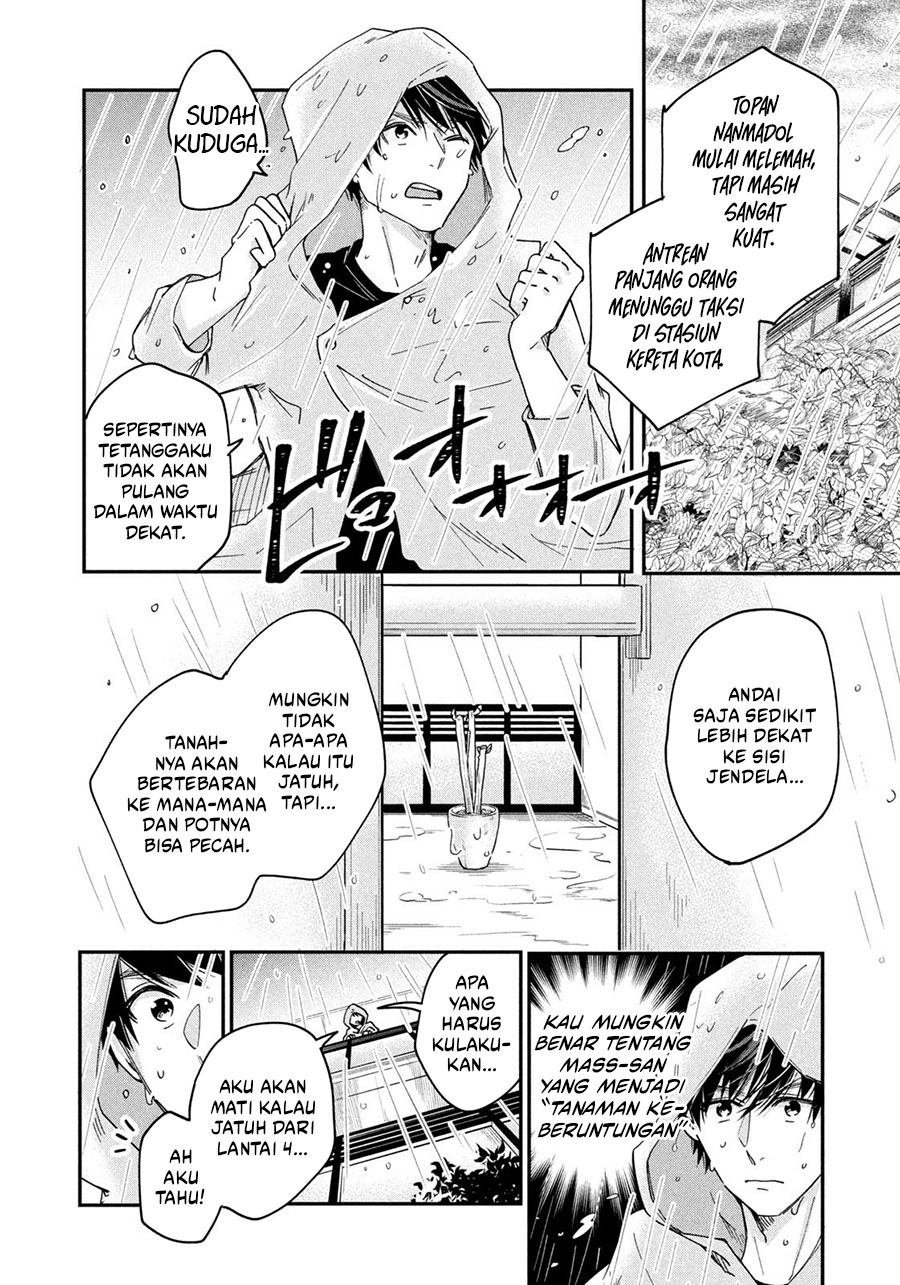 TOPAN
NANMADOL
MULAI MELEMAH,
TAPI MASIH
SANGAT
KUAT.
ANTREAN
PANJANG ORANG
MENUNGGU TAKSI
DI STASIUN
KERETA KOTA.
SUDAH
KUDUGA...
SEPERTINYA
TETANGGAKU
TIDAK AKAN
PULANG
DALAM WAKTU
DEKAT.
ビュオオオオ
ANDAI
SAJA SEDIKIT
LEBIH DEKAT
KE SISI
JENDELA...
MUNGKIN
TIDAK
APA-APA
KALAU ITU
JATUH,
TAPI...
TANAH-
NYA AKAN
BERTEBARAN
KE MANA-MANA
DAN POTNYA
BISA PECAH.
KAU MUNGKIN
BENAR TENTANG
MASS-SAN
YANG MENJADI
"TANAMAN KE-
BERUNTUNGAN"
APA
YANG
HARUS
KULAKU-
KAN...
AKU AKAN
MATI KALAU
JATUH DARI
LANTAI 4...
AH
AKU
TAHU!